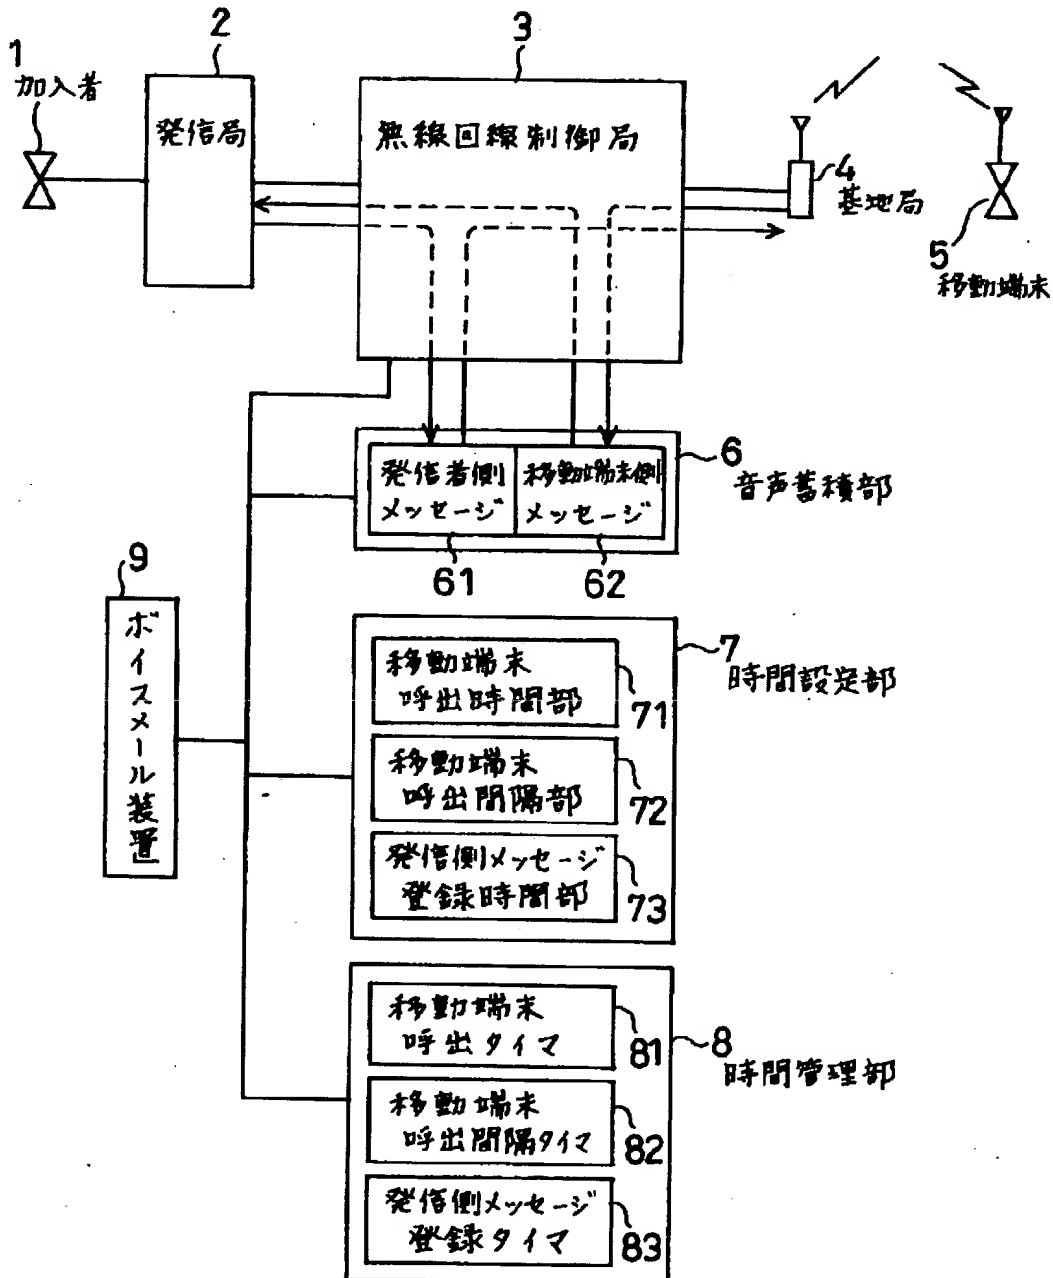 1
加入者
2
発信局
3
無線回線制御局
4
基地局
5
移動端末
発信者側
メッセージ
移動端末側
メッセージ
61
62
6
音声蓄積部
9
ボイスメール装置
移動端末
呼出時間部
71
移動端末
呼出間隔部
72
発信側メッセージ
登録時間部
73
7
時間設定部
移動端末
呼出タイマ
81
移動端末
呼出間隔タイマ
82
発信側メッセージ
登録タイマ
83
8
時間管理部